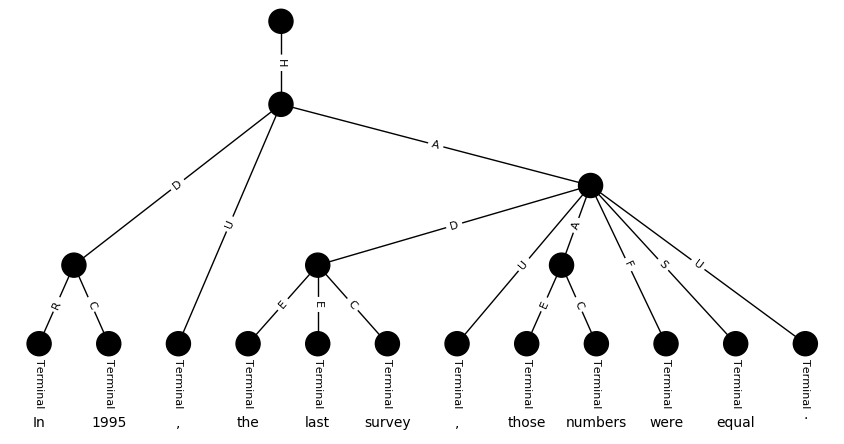 H
A
D
D
U
A
U
F
S
U
R
C
E
E
C
E
C
Terminal Terminal Terminal Terminal Terminal Terminal Terminal Terminal Terminal Terminal Terminal Terminal
In 1995 , the last survey , those numbers were equal .